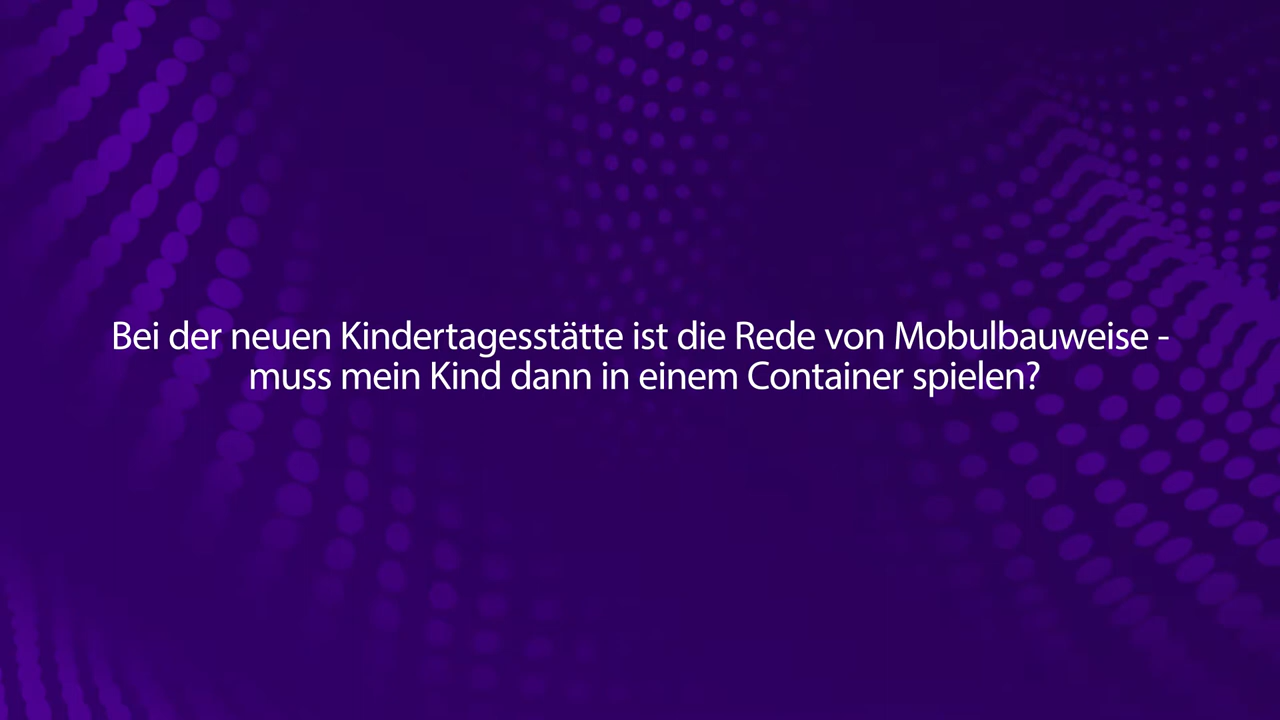 Bei der neuen Kindertagesstätte ist die Rede von Mobulbauweise -
muss mein Kind dann in einem Container spielen?